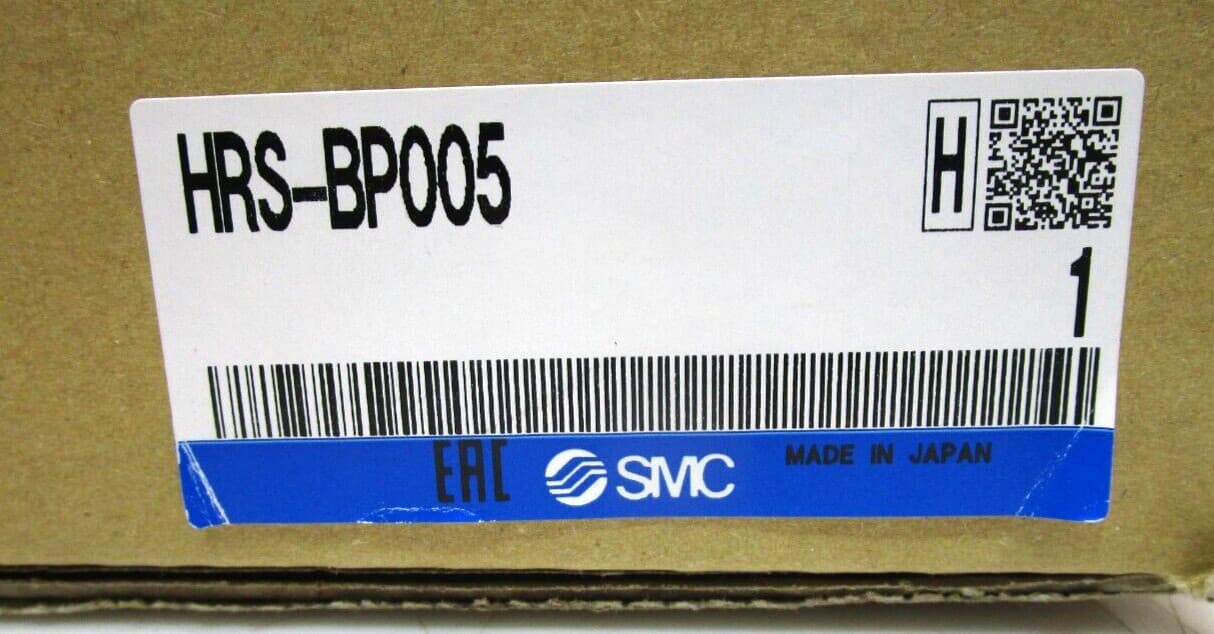 HRS-BP005
H
1
EAC SMC MADE IN JAPAN